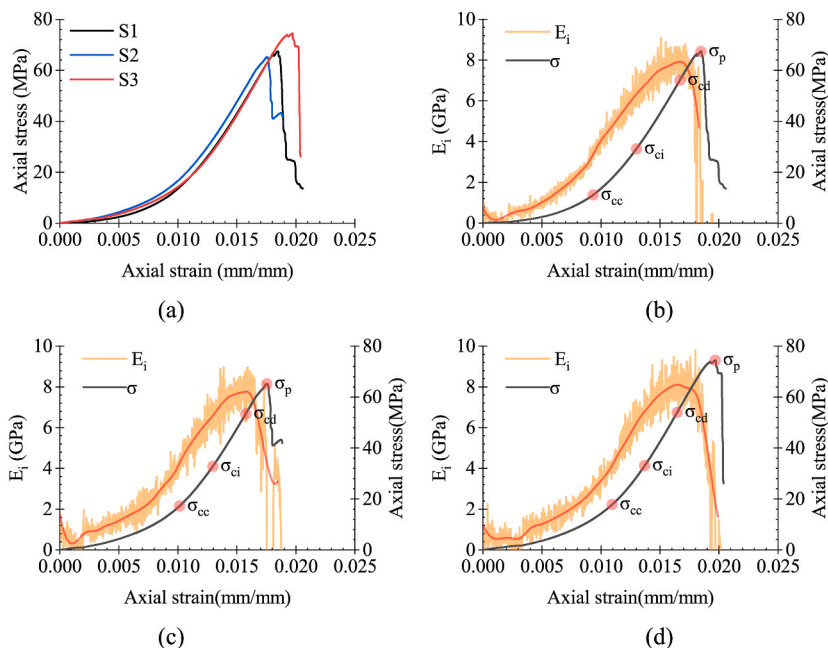 80
60
40
20
0
Axial stress (MPa)
S1
S2
S3
0.000 0.005 0.010 0.015 0.020 0.025
Axial strain (mm/mm)
(a)
10
8
6
4
2
0
E_i (GPa)
E_i
σ
σ_p
σ_cd
σ_ci
σ_cc
80
60
40
20
0
Axial stress(MPa)
0.000 0.005 0.010 0.015 0.020 0.025
Axial strain(mm/mm)
(b)
10
8
6
4
2
0
E_i (GPa)
E_i
σ
σ_p
σ_cd
σ_ci
σ_cc
80
60
40
20
0
Axial stress(MPa)
0.000 0.005 0.010 0.015 0.020 0.025
Axial strain(mm/mm)
(c)
10
8
6
4
2
0
E_i (GPa)
E_i
σ
σ_p
σ_cd
σ_ci
σ_cc
80
60
40
20
0
Axial stress(MPa)
0.000 0.005 0.010 0.015 0.020 0.025
Axial strain(mm/mm)
(d)